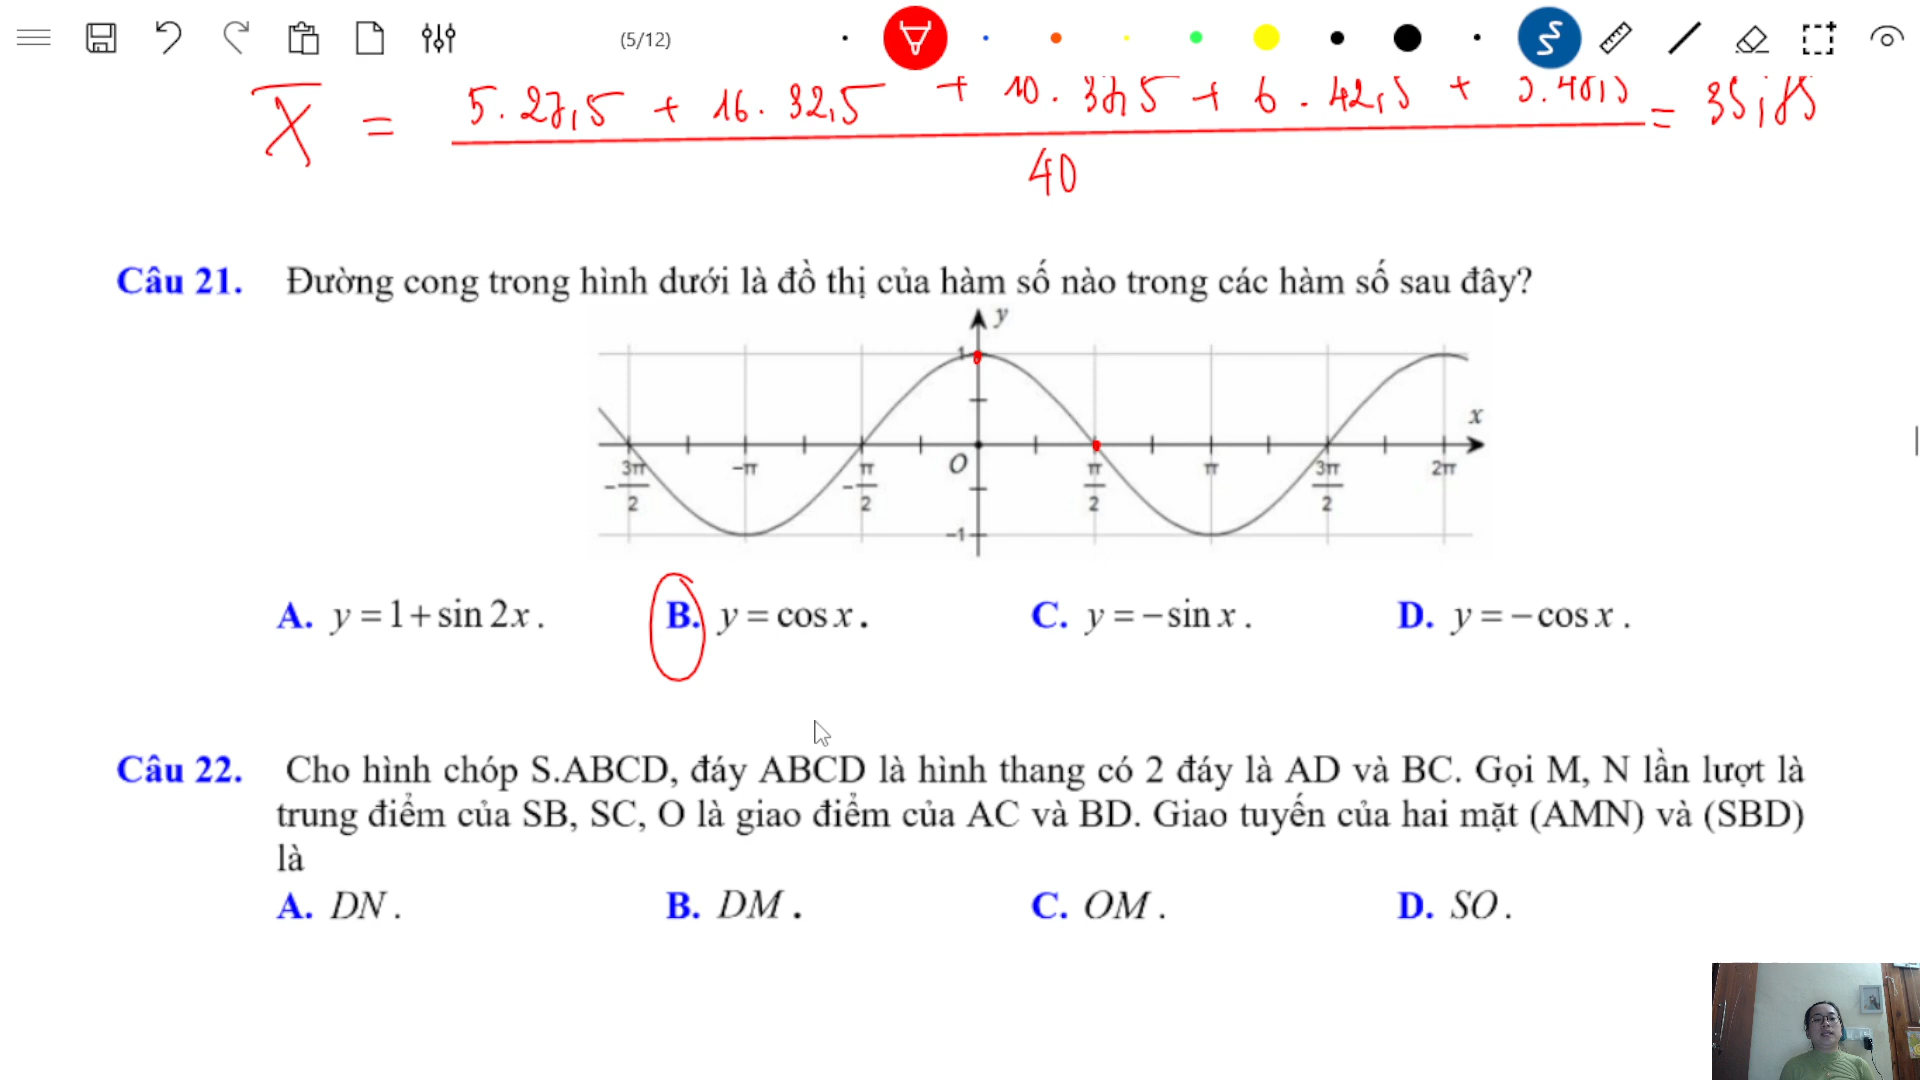 (5/12)
X = 5.27,5 + 16. 32,5 + 10. 37,5 + 6. 42,5 + = 35,85
40
Câu 21. Đường cong trong hình dưới là đồ thị của hàm số nào trong các hàm số sau đây?
y
1
x
-3π/2 -π -π/2 O π/2 π 3π/2 2π
-1
A. y = 1 + sin 2x. B. y = cos x. C. y = -sin x. D. y = -cos x.
Câu 22. Cho hình chóp S.ABCD, đáy ABCD là hình thang có 2 đáy là AD và BC. Gọi M, N lần lượt là
trung điểm của SB, SC, O là giao điểm của AC và BD. Giao tuyến của hai mặt (AMN) và (SBD)
là
A. DN. B. DM. C. OM. D. SO.